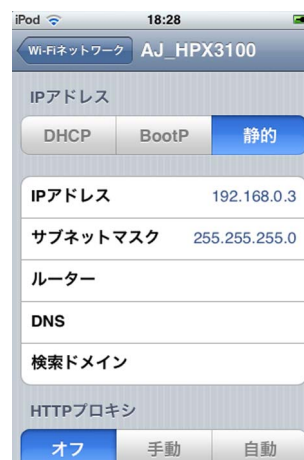 iPod 18:28
Wi-Fiネットワーク AJ_HPX3100
IPアドレス
DHCP BootP 静的
IPアドレス 192.168.0.3
サブネットマスク 255.255.255.0
ルーター
DNS
検索ドメイン
HTTPプロキシ
オフ 手動 自動